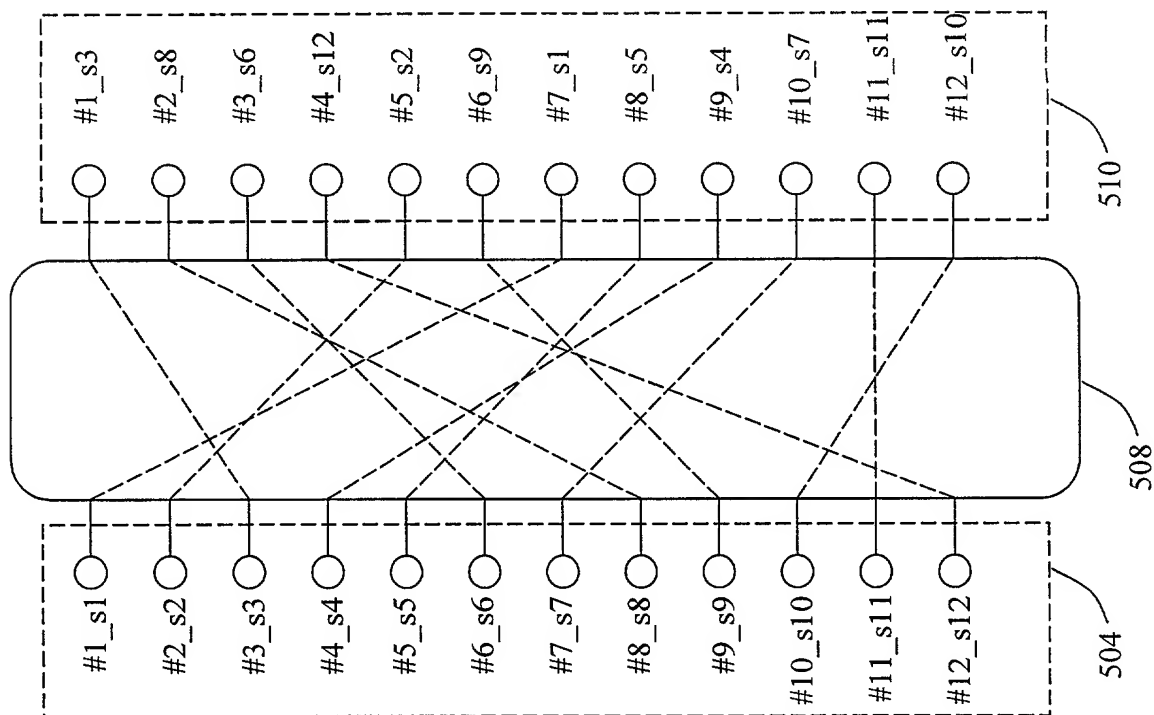 #1_s3
#2_s8
#3_s6
#4_s12
#5_s2
#6_s9
#7_s1
#8_s5
#9_s4
#10_s7
#11_s11
#12_s10
510
508
#1_s1
#2_s2
#3_s3
#4_s4
#5_s5
#6_s6
#7_s7
#8_s8
#9_s9
#10_s10
#11_s11
#12_s12
504